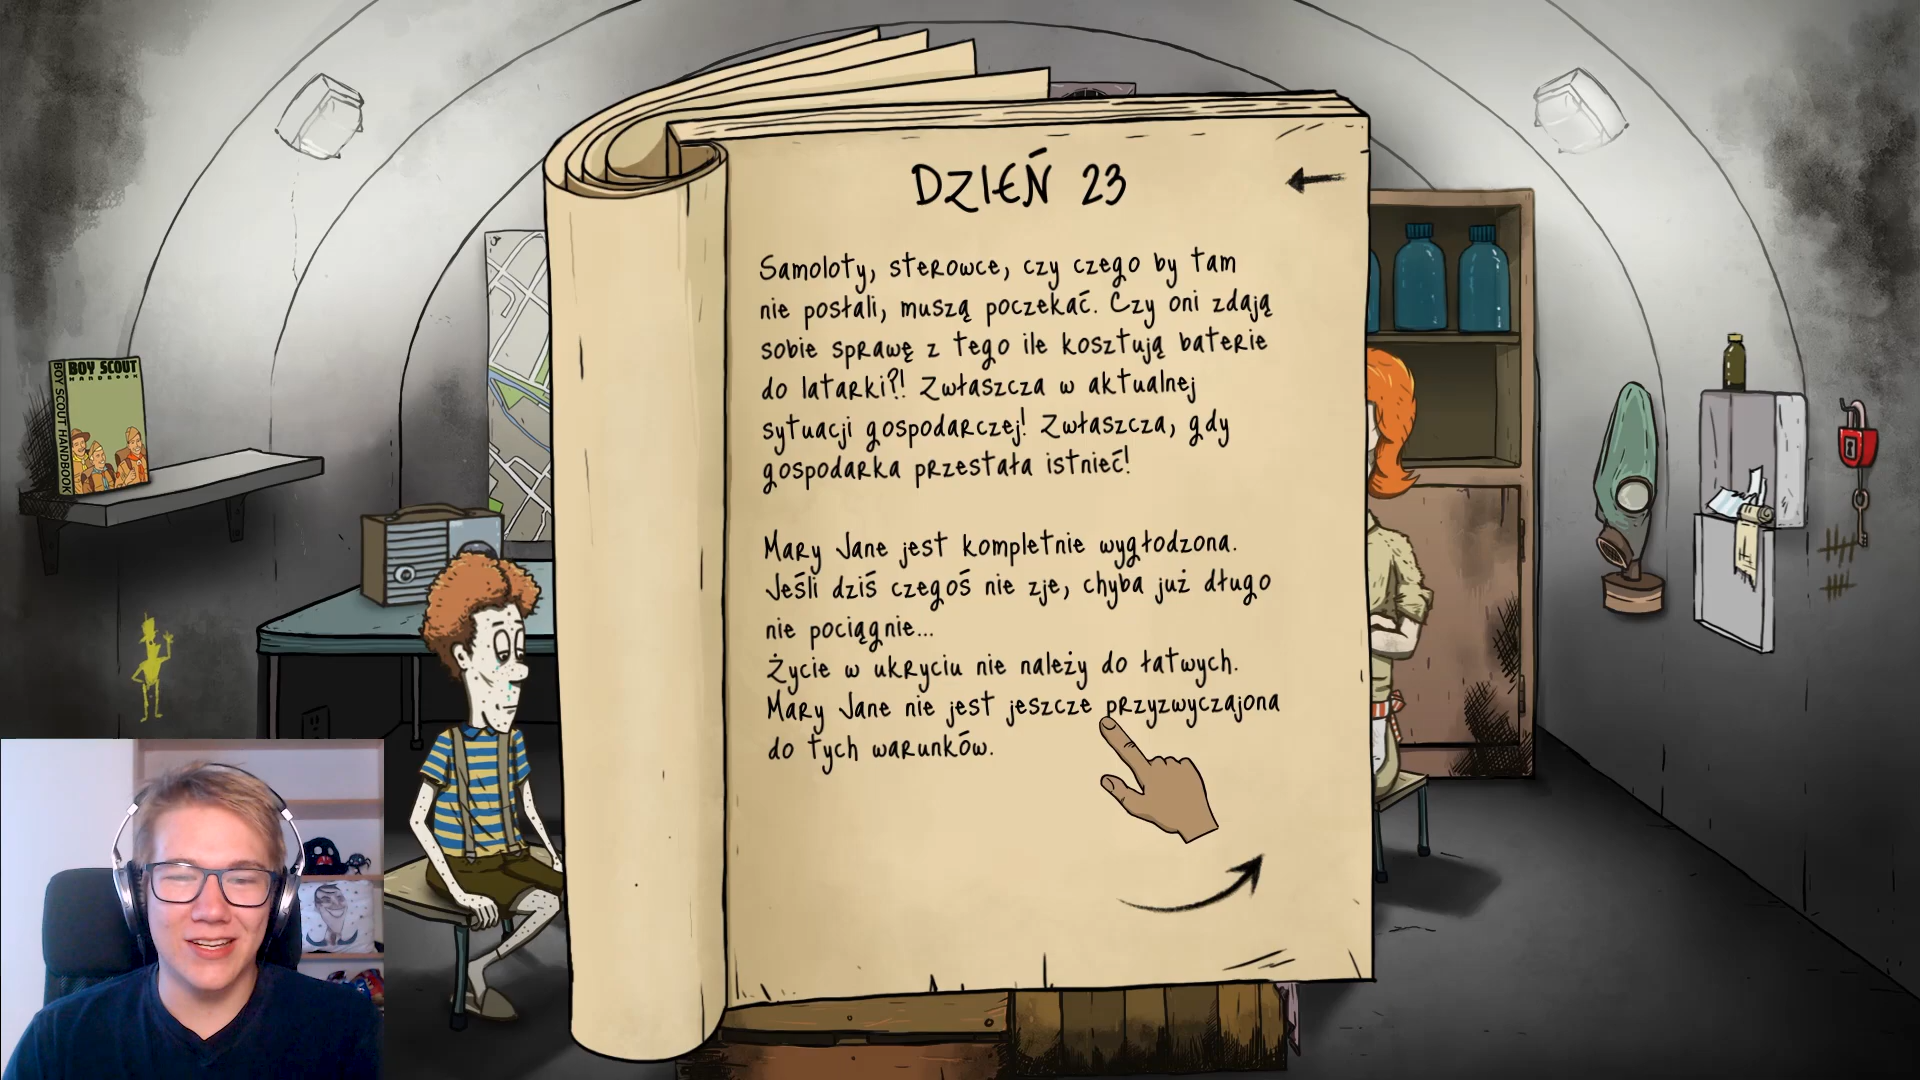 DZIEŃ 23
Samoloty, sterowce, czy czego by tam
nie posłali, muszą poczekać. Czy oni zdają
sobie sprawę z tego ile kosztują baterie
do latarki?! Zwłaszcza w aktualnej
sytuacji gospodarczej! Zwłaszcza, gdy
gospodarka przestała istnieć!
Mary Jane jest kompletnie wygłodzona.
Jeśli dziś czegoś nie zje, chyba już długo
nie pociągnie...
Życie w ukryciu nie należy do łatwych.
Mary Jane nie jest jeszcze przyzwyczajona
do tych warunków.
BOY SCOUT
HANDBOOK
BOY SCOUT HANDBOOK